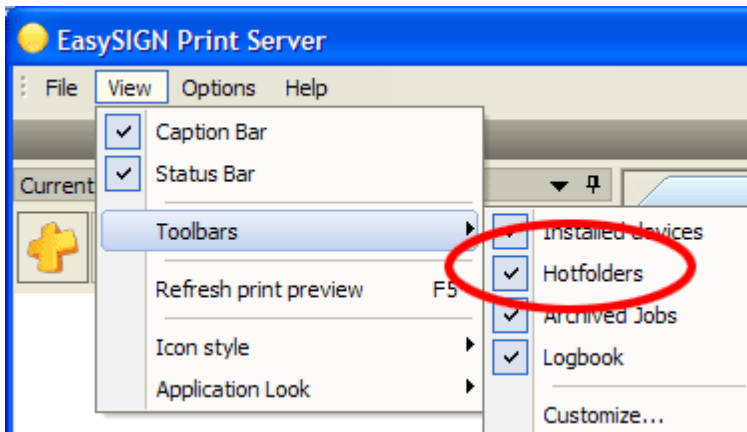 EasySIGN Print Server
File View Options Help
Caption Bar
Status Bar
Current
Toolbars
Installed devices
Hotfolders
Refresh print preview F5
Archived Jobs
Icon style
Logbook
Application Look
Customize...